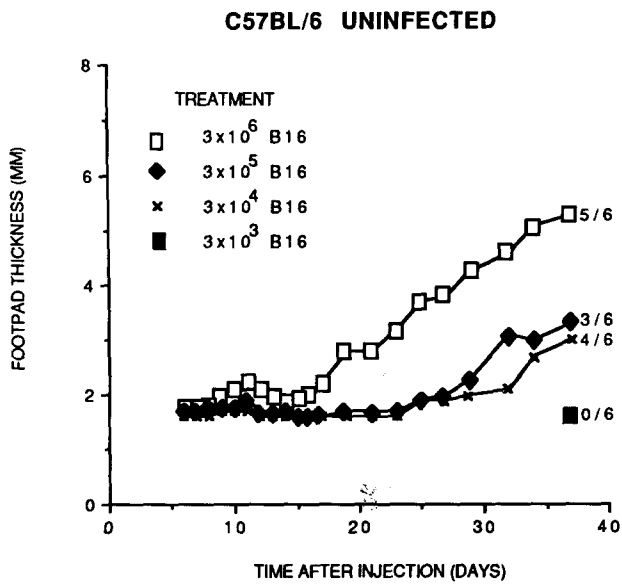 C57BL/6 UNINFECTED
8
TREATMENT
3x10^6 B16
3x10^5 B16
3x10^4 B16
3x10^3 B16
6
4
2
0
FOOTPAD THICKNESS (MM)
5/6
3/6
4/6
0/6
0 10 20 30 40
TIME AFTER INJECTION (DAYS)